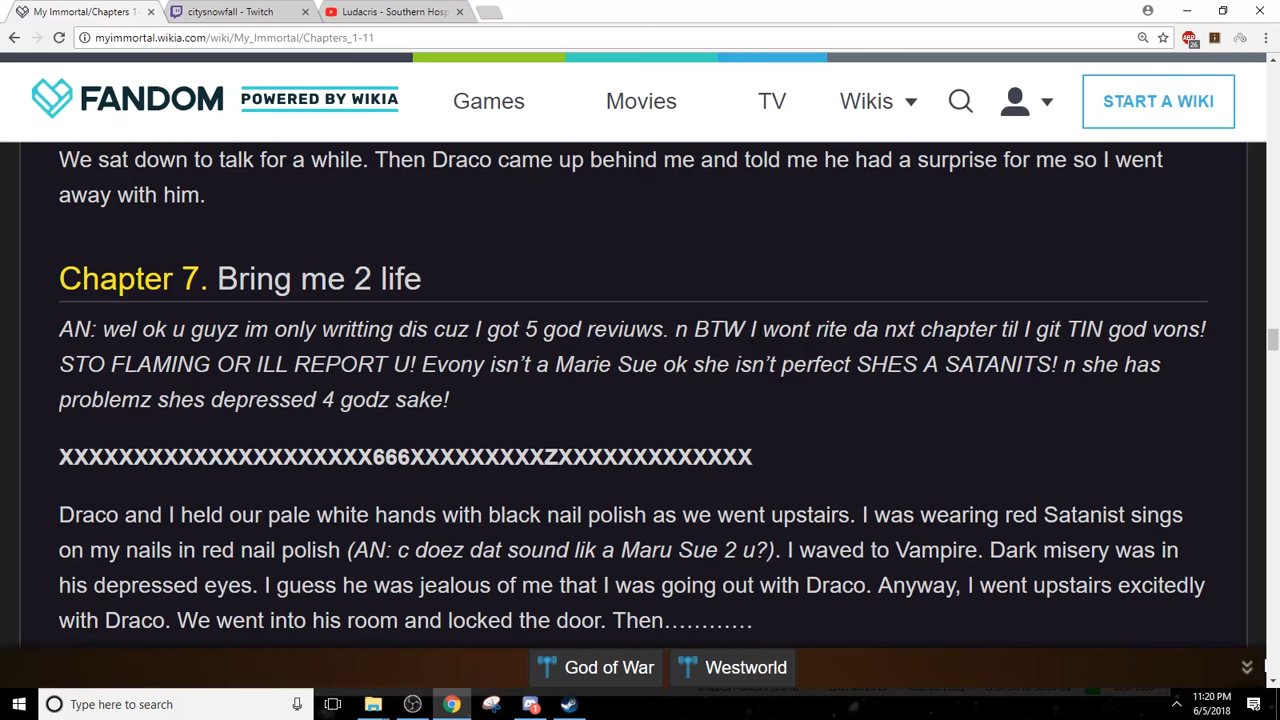 My Immortal/Chapters 1-
citysnowfall - Twitch
Ludacris - Southern Hosp
myimmortal.wikia.com/wiki/My_Immortal/Chapters_1-11
ABP
26
FANDOM
POWERED BY WIKIA
Games
Movies
TV
Wikis
START A WIKI
We sat down to talk for a while. Then Draco came up behind me and told me he had a surprise for me so I went
away with him.
Chapter 7. Bring me 2 life
AN: wel ok u guyz im only writting dis cuz I got 5 god reviuws. n BTW I wont rite da nxt chapter til I git TIN god vons!
STO FLAMING OR ILL REPORT U! Evony isn’t a Marie Sue ok she isn’t perfect SHES A SATANITS! n she has
problemz shes depressed 4 godz sake!
XXXXXXXXXXXXXXXXXXXXX666XXXXXXXXXZXXXXXXXXXXXXX
Draco and I held our pale white hands with black nail polish as we went upstairs. I was wearing red Satanist sings
on my nails in red nail polish (AN: c doez dat sound lik a Maru Sue 2 u?). I waved to Vampire. Dark misery was in
his depressed eyes. I guess he was jealous of me that I was going out with Draco. Anyway, I went upstairs excitedly
with Draco. We went into his room and locked the door. Then…………
God of War
Westworld
Type here to search
11:20 PM
6/5/2018